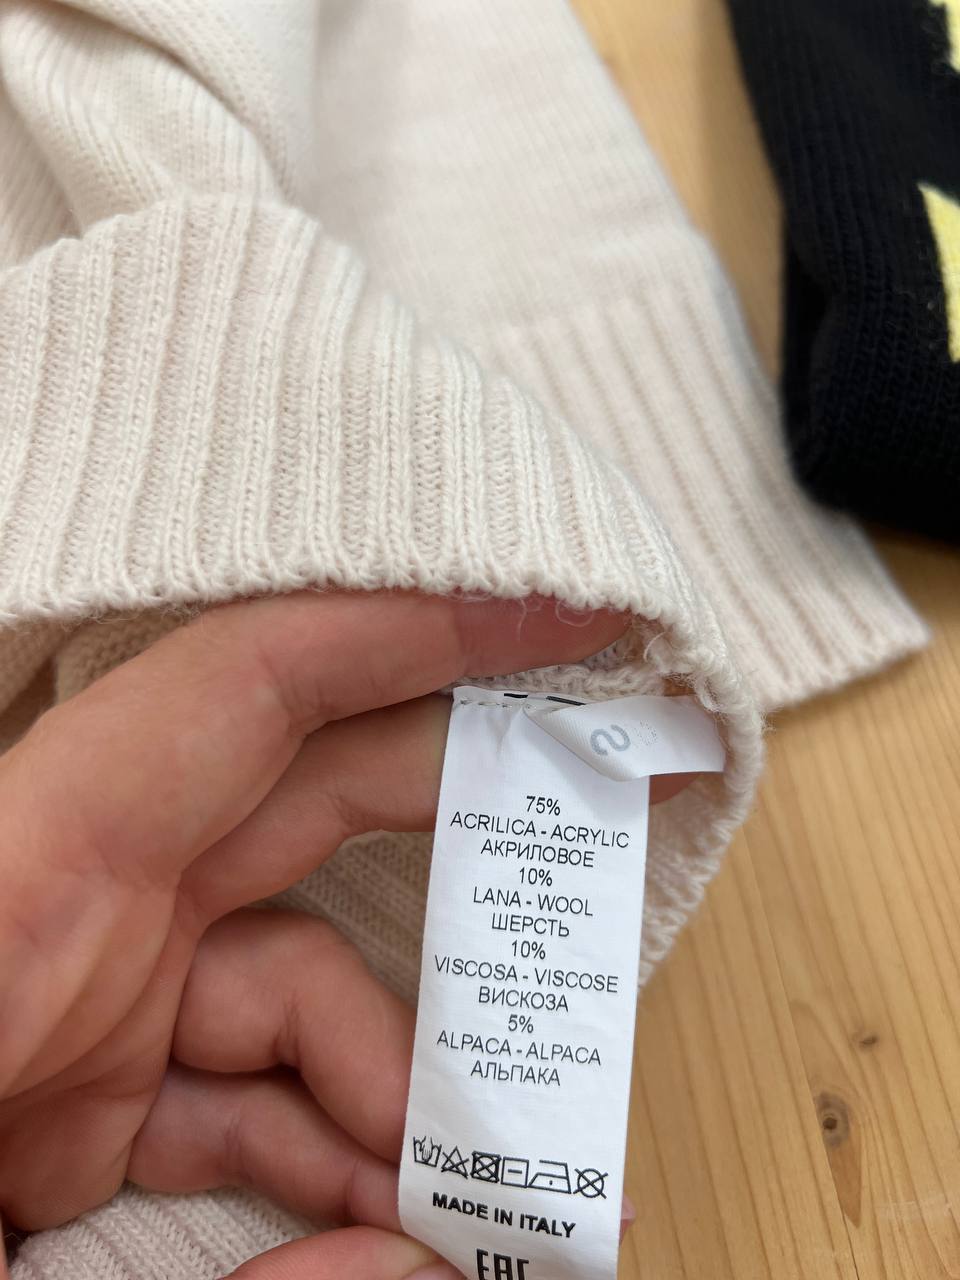 S
75%
ACRILICA - ACRYLIC
АКРИЛОВОЕ
10%
LANA - WOOL
ШЕРСТЬ
10%
VISCOSA - VISCOSE
ВИСКОЗА
5%
ALPACA - ALPACA
АЛЬПАКА
MADE IN ITALY
EAC